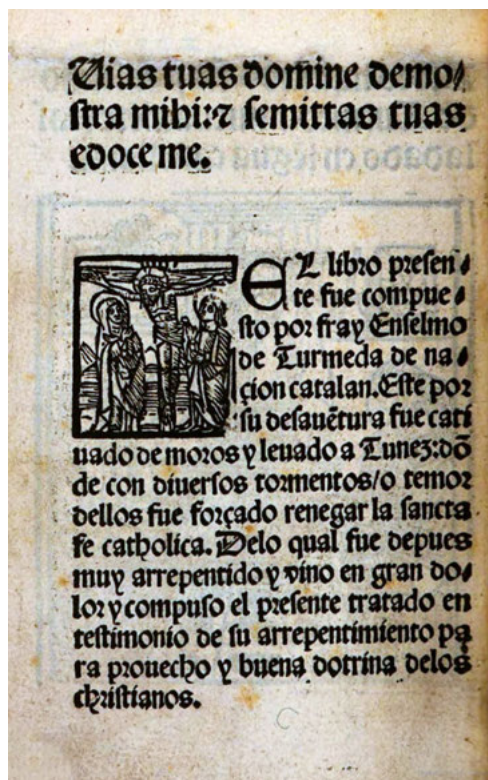 Uias tuas domine demo/
stra mihi:⁊ semittas tuas
edoce me.
EL libro presen/
te fue compue/
sto por fray Enselmo
de Turmeda de na/
çion catalan. Este por
su desauẽtura fue cati
uado de moros y leuado a Tunez:dõ
de con diuersos tormentos/o temor
dellos fue forçado renegar la sancta
fe catholica. Delo qual fue depues
muy arrepentido y vino en gran do/
lor y compuso el presente tratado en
testimonio de su arrepentimiento pa
ra prouecho y buena dotrina delos
christianos.